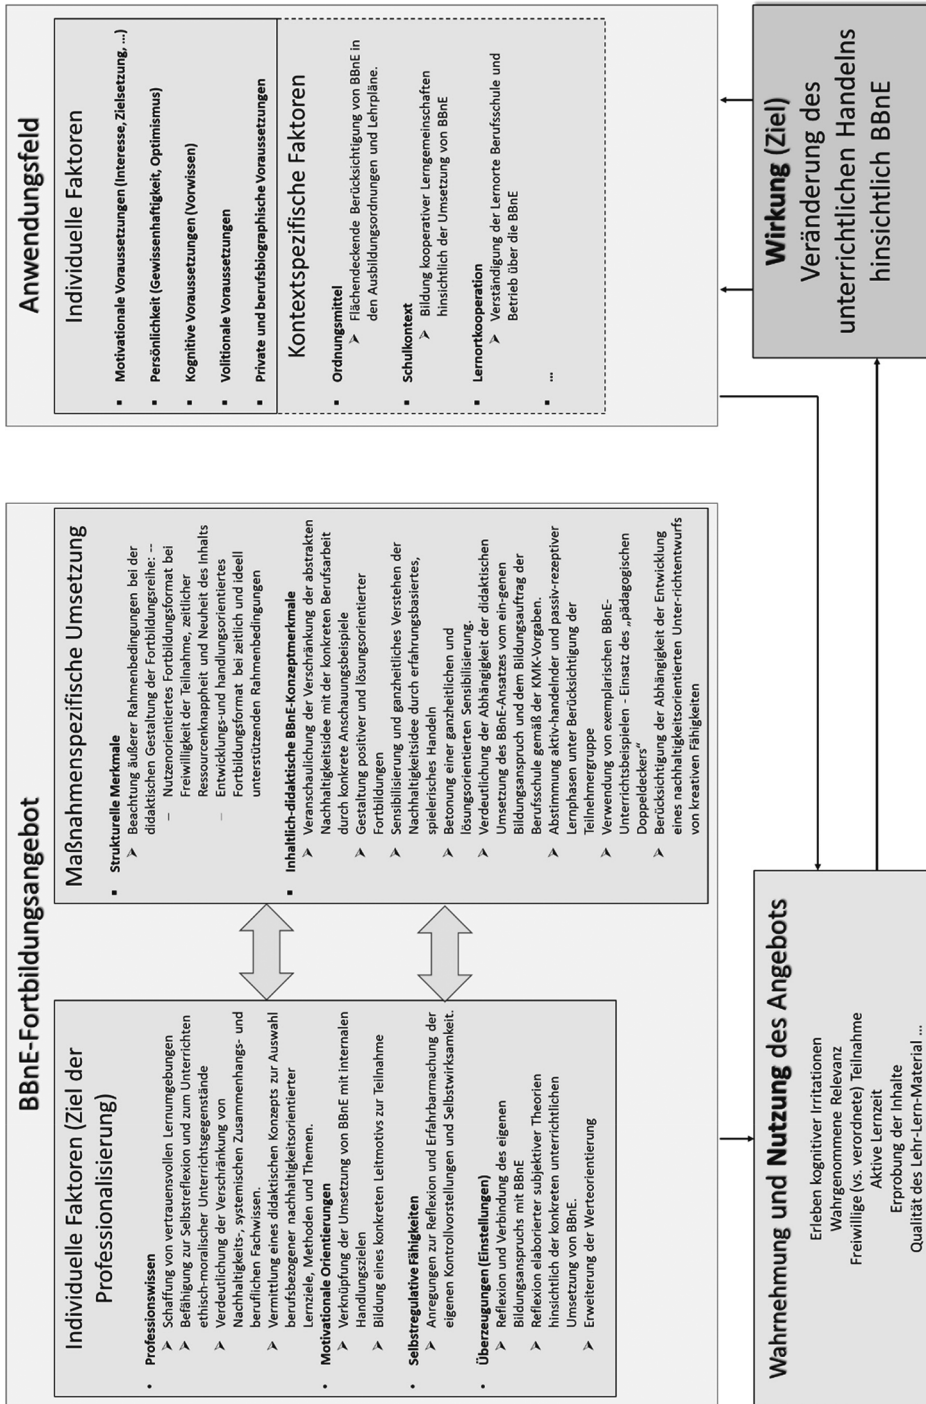 BBnE-Fortbildungsangebot
Individuelle Faktoren (Ziel der
Professionalisierung)
• Professionswissen
➢ Schaffung von vertrauensvollen Lernumgebungen
➢ Befähigung zur Selbstreflexion und zum Unterrichten
ethisch-moralischer Unterrichtsgegenstände
➢ Verdeutlichung der Verschränkung von
Nachhaltigkeits-, systemischen Zusammenhangs- und
beruflichen Fachwissen.
➢ Vermittlung eines didaktischen Konzepts zur Auswahl
berufsbezogener nachhaltigkeitsorientierter
Lernziele, Methoden und Themen.
• Motivationale Orientierungen
➢ Verknüpfung der Umsetzung von BBnE mit internalen
Handlungszielen
➢ Bildung eines konkreten Leitmotivs zur Teilnahme
• Selbstregulative Fähigkeiten
➢ Anregungen zur Reflexion und Erfahrbarmachung der
eigenen Kontrollvorstellungen und Selbstwirksamkeit.
• Überzeugungen (Einstellungen)
➢ Reflexion und Verbindung des eigenen
Bildungsanspruchs mit BBnE
➢ Reflexion elaborierter subjektiver Theorien
hinsichtlich der konkreten unterrichtlichen
Umsetzung von BBnE.
➢ Erweiterung der Werteorientierung
Maßnahmenspezifische Umsetzung
▪ Strukturelle Merkmale
➢ Beachtung äußerer Rahmenbedingungen bei der
didaktischen Gestaltung der Fortbildungsreihe: --
– Nutzenorientiertes Fortbildungsformat bei
Freiwilligkeit der Teilnahme, zeitlicher
Ressourcenknappheit und Neuheit des Inhalts
– Entwicklungs-und handlungsorientiertes
Fortbildungsformat bei zeitlich und ideell
unterstützenden Rahmenbedingungen
▪ Inhaltlich-didaktische BBnE-Konzeptmerkmale
➢ Veranschaulichung der Verschränkung der abstrakten
Nachhaltigkeitsidee mit der konkreten Berufsarbeit
durch konkrete Anschauungsbeispiele
➢ Gestaltung positiver und lösungsorientierter
Fortbildungen
➢ Sensibilisierung und ganzheitliches Verstehen der
Nachhaltigkeitsidee durch erfahrungsbasiertes,
spielerisches Handeln
➢ Betonung einer ganzheitlichen und
lösungsorientierten Sensibilisierung.
➢ Verdeutlichung der Abhängigkeit der didaktischen
Umsetzung des BBnE-Ansatzes vom ein-genen
Bildungsanspruch und dem Bildungsauftrag der
Berufsschule gemäß der KMK-Vorgaben.
➢ Abstimmung aktiv-handelnder und passiv-rezeptiver
Lernphasen unter Berücksichtigung der
Teilnehmergruppe
➢ Verwendung von exemplarischen BBnE-
Unterrichtsbeispielen - Einsatz des „pädagogischen
Doppeldeckers“
➢ Berücksichtigung der Abhängigkeit der Entwicklung
eines nachhaltigkeitsorientierten Unter-richtentwurfs
von kreativen Fähigkeiten
Anwendungsfeld
Individuelle Faktoren
▪ Motivationale Voraussetzungen (Interesse, Zielsetzung, ...)
▪ Persönlichkeit (Gewissenhaftigkeit, Optimismus)
▪ Kognitive Voraussetzungen (Vorwissen)
▪ Volitionale Voraussetzungen
▪ Private und berufsbiographische Voraussetzungen
Kontextspezifische Faktoren
▪ Ordnungsmittel
➢ Flächendeckende Berücksichtigung von BBnE in
den Ausbildungsordnungen und Lehrpläne.
▪ Schulkontext
➢ Bildung kooperativer Lerngemeinschaften
hinsichtlich der Umsetzung von BBnE
▪ Lernortkooperation
➢ Verständigung der Lernorte Berufsschule und
Betrieb über die BBnE
▪ ...
Wahrnehmung und Nutzung des Angebots
Erleben kognitiver Irritationen
Wahrgenommene Relevanz
Freiwillige (vs. verordnete) Teilnahme
Aktive Lernzeit
Erprobung der Inhalte
Qualität des Lehr-Lern-Material ...
Wirkung (Ziel)
Veränderung des
unterrichtlichen Handelns
hinsichtlich BBnE